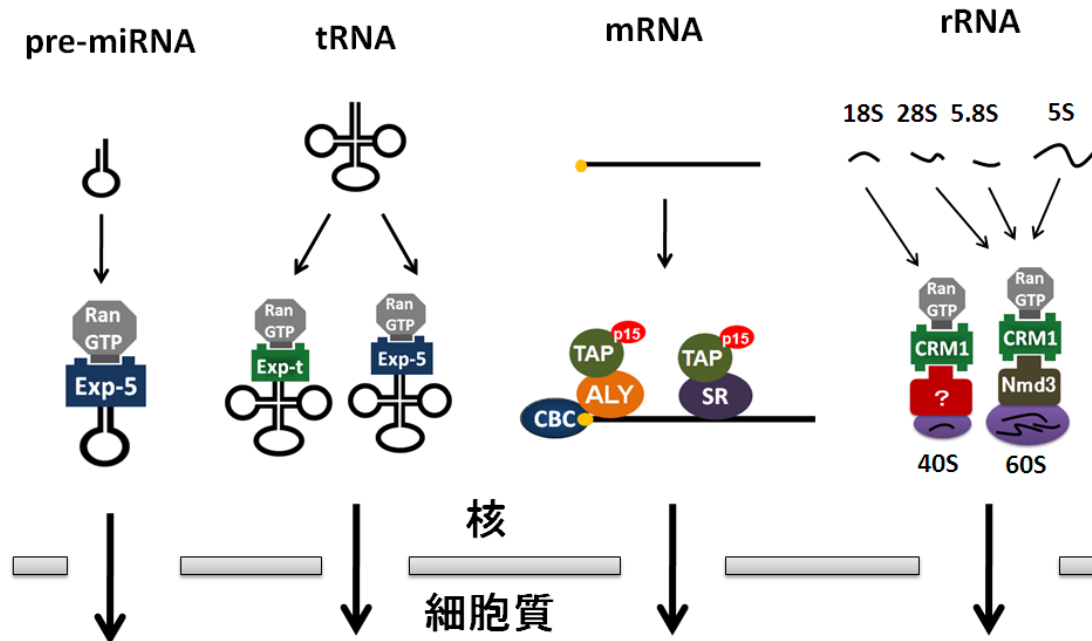 pre-miRNA
tRNA
mRNA
rRNA
18S
28S
5.8S
5S
Ran
GTP
Exp-5
Ran
GTP
Exp-t
Ran
GTP
Exp-5
TAP
p15
ALY
CBC
TAP
p15
SR
Ran
GTP
CRM1
?
40S
Ran
GTP
CRM1
Nmd3
60S
核
細胞質